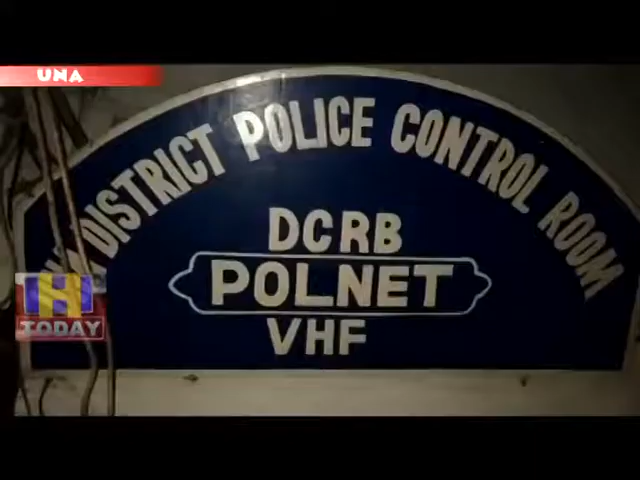 UNA
DISTRICT POLICE CONTROL ROOM
DCRB
POLNET
VHF
H
TODAY